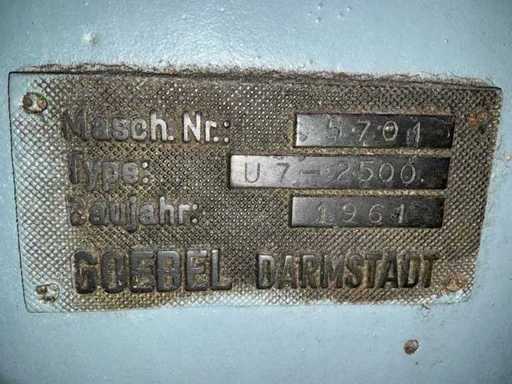 Masch. Nr.: 5701
Type: U 7-2500
Baujahr: 1961
GOEBEL DARMSTADT